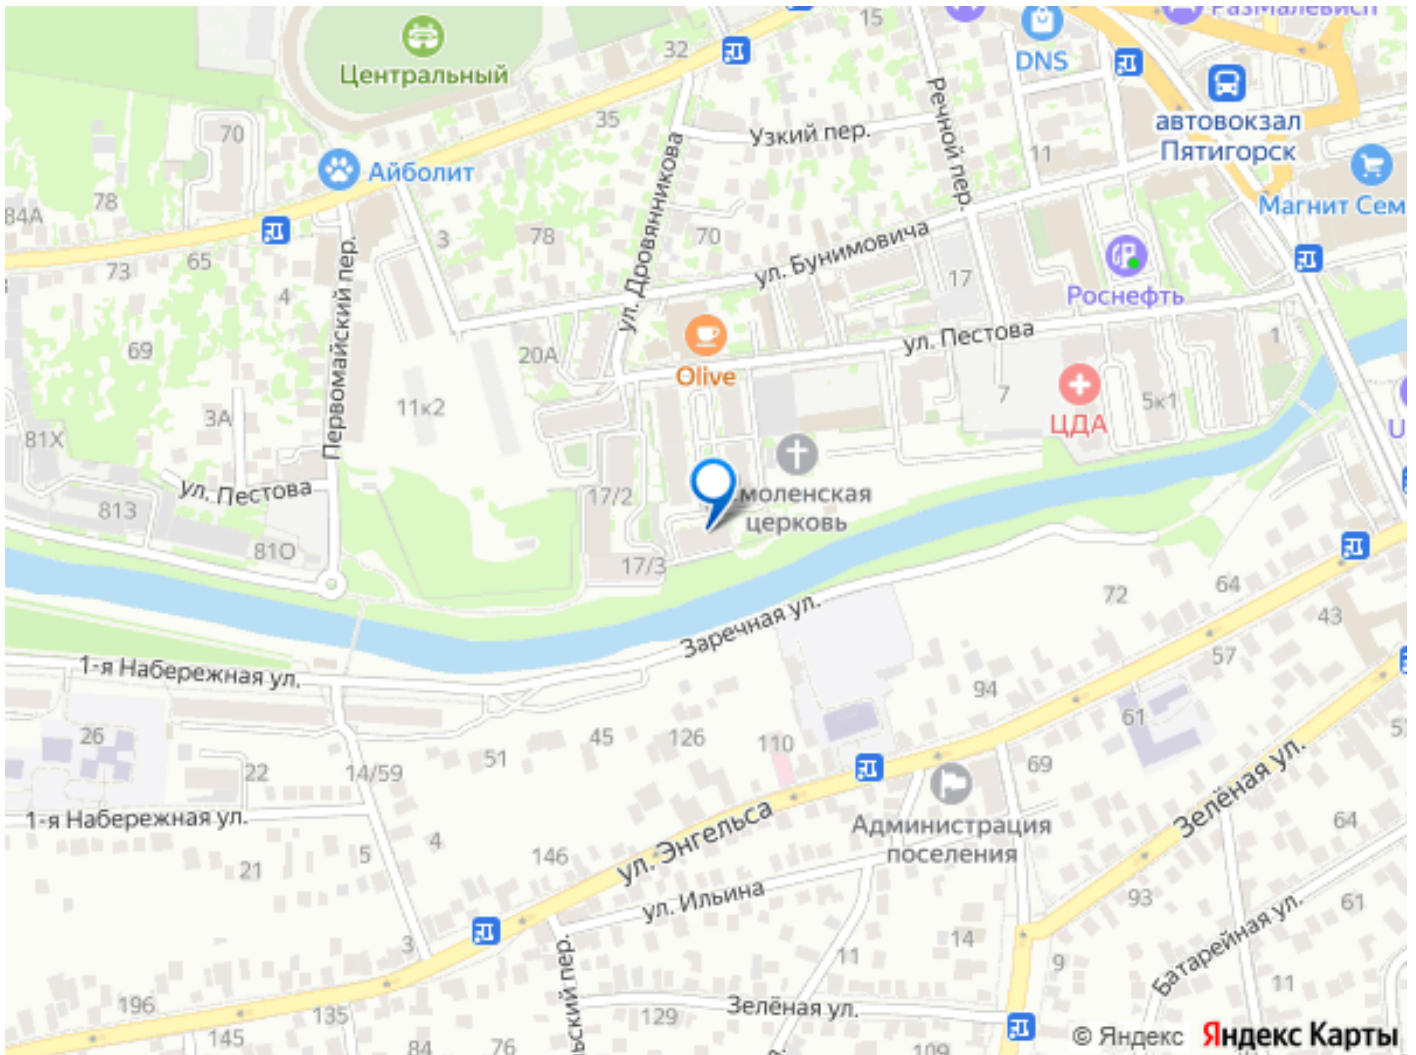 РазМалевисп
15
Центральный
32
DNS
автовокзал
Пятигорск
35
70
Узкий пер.
Речной пер.
11
Айболит
Магнит Сем
78
84А
ул. Дровянникова
3
78
70
ул. Бунимовича
17
Роснефть
65
73
4
Первомайский пер.
69
20А
Olive
ул. Пестова
1
7
ЦДА
5к1
U
11к2
3А
81Х
ул. Пестова
813
81О
17/2
моленская
церковь
17/3
Заречная ул.
72
64
43
57
1-я Набережная ул.
94
61
26
22
14/59
51
45
126
110
69
Зелёная ул.
1-я Набережная ул.
4
5
21
146
ул. Энгельса
Администрация
поселения
64
ул. Ильина
93
61
Батарейная ул.
3
14
11
9
11
ьский пер.
196
145
135
84
76
129
Зелёная ул.
109
© Яндекс Яндекс Карты